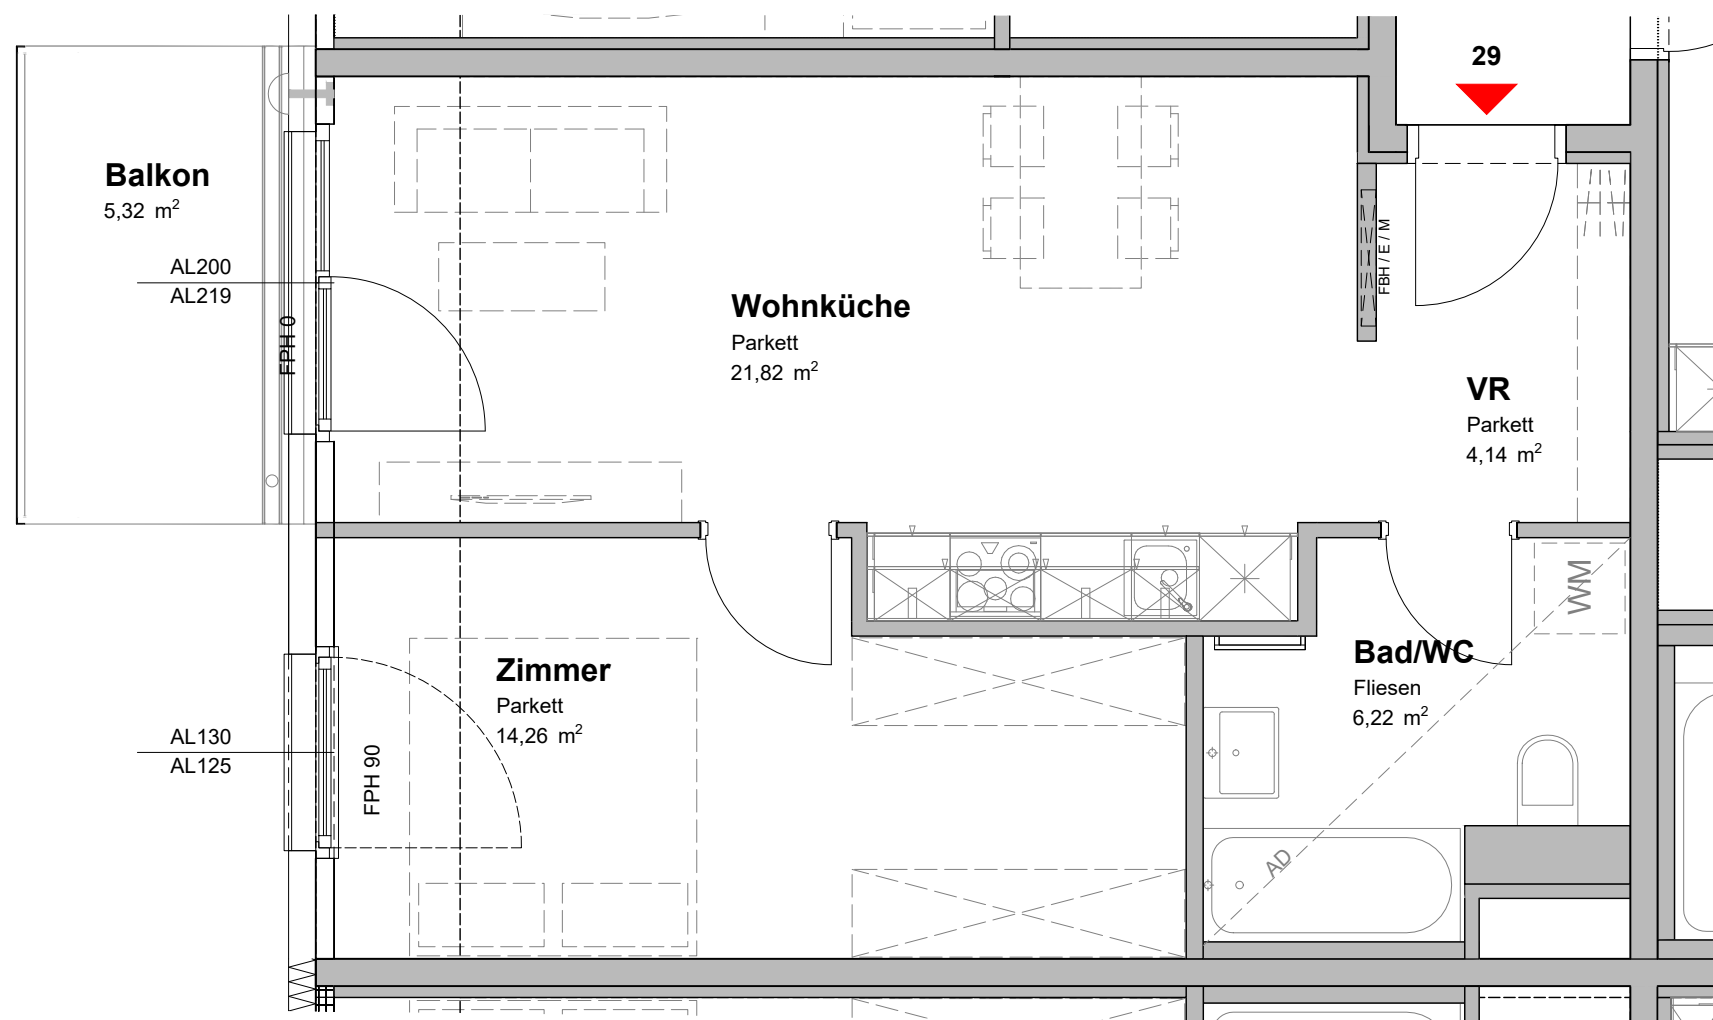 29
Balkon
5,32 m²
AL200
AL219
FPH 0
Wohnküche
Parkett
21,82 m²
FBH / E / M
VR
Parkett
4,14 m²
WM
Zimmer
Parkett
14,26 m²
Bad/WC
Fliesen
6,22 m²
AL130
AL125
FPH 90
AD